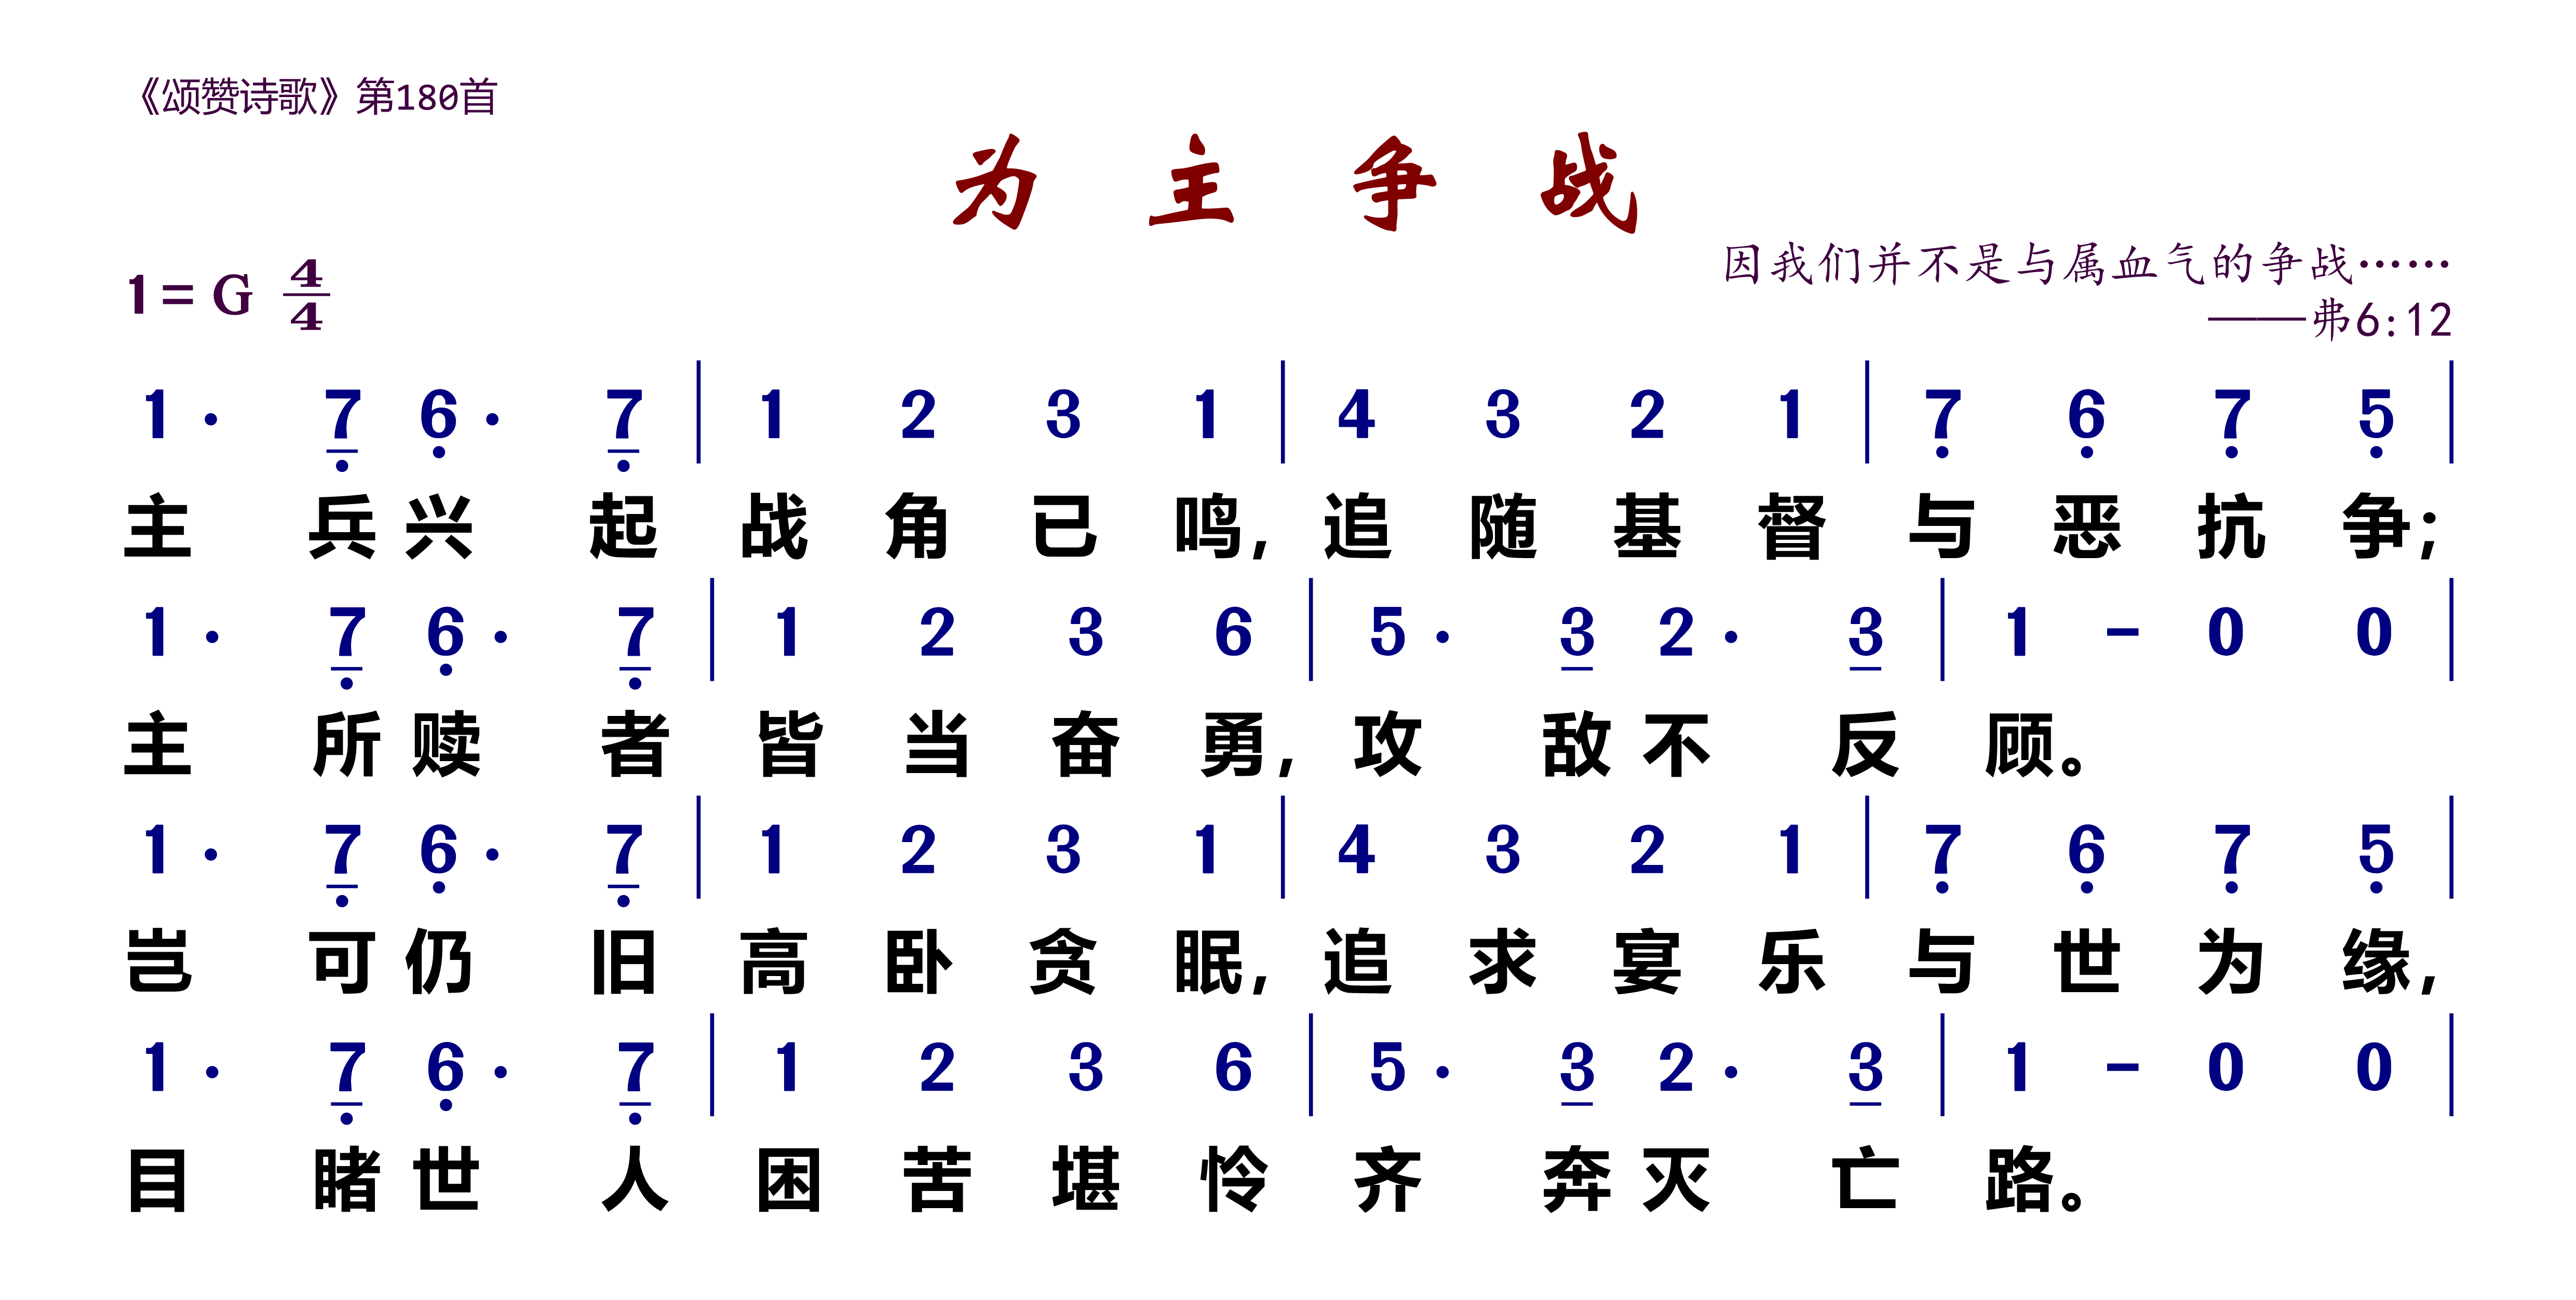 《颂赞诗歌》第180首
为主争战
1=G 4/4
因我们并不是与属血气的争战……
——弗6:12
1· 7 6· 7 | 1 2 3 1 | 4 3 2 1 | 7 6 7 5 |
主兵兴起战角已鸣,追随基督与恶抗争;
1· 7 6· 7 | 1 2 3 6 | 5· 3 2· 3 | 1 - 0 0 |
主所赎者皆当奋勇,攻敌不反顾。
1· 7 6· 7 | 1 2 3 1 | 4 3 2 1 | 7 6 7 5 |
岂可仍旧高卧贪眠,追求宴乐与世为缘,
1· 7 6· 7 | 1 2 3 6 | 5· 3 2· 3 | 1 - 0 0 |
目睹世人困苦堪怜齐奔灭亡路。